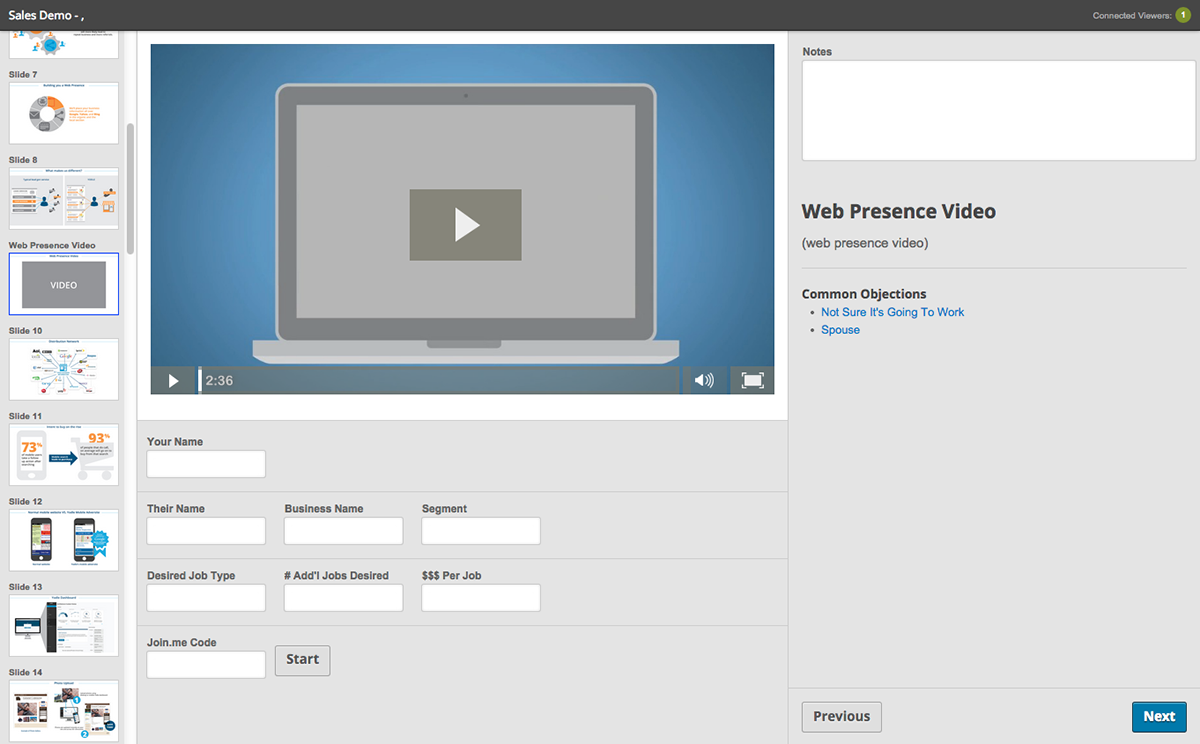 Sales Demo - ,
Connected Viewers: 1
Slide 7
Building you a Web Presence
Slide 8
What makes us different?
Web Presence Video
Web Presence Video
VIDEO
Slide 10
Distribution Network
Slide 11
73%
93%
Slide 12
Slide 13
Slide 14
Photo Upload
1
2
2:36
Your Name
Their Name
Business Name
Segment
Desired Job Type
# Add'l Jobs Desired
$$$ Per Job
Join.me Code
Start
Notes
Web Presence Video
(web presence video)
Common Objections
• Not Sure It's Going To Work
• Spouse
Previous
Next